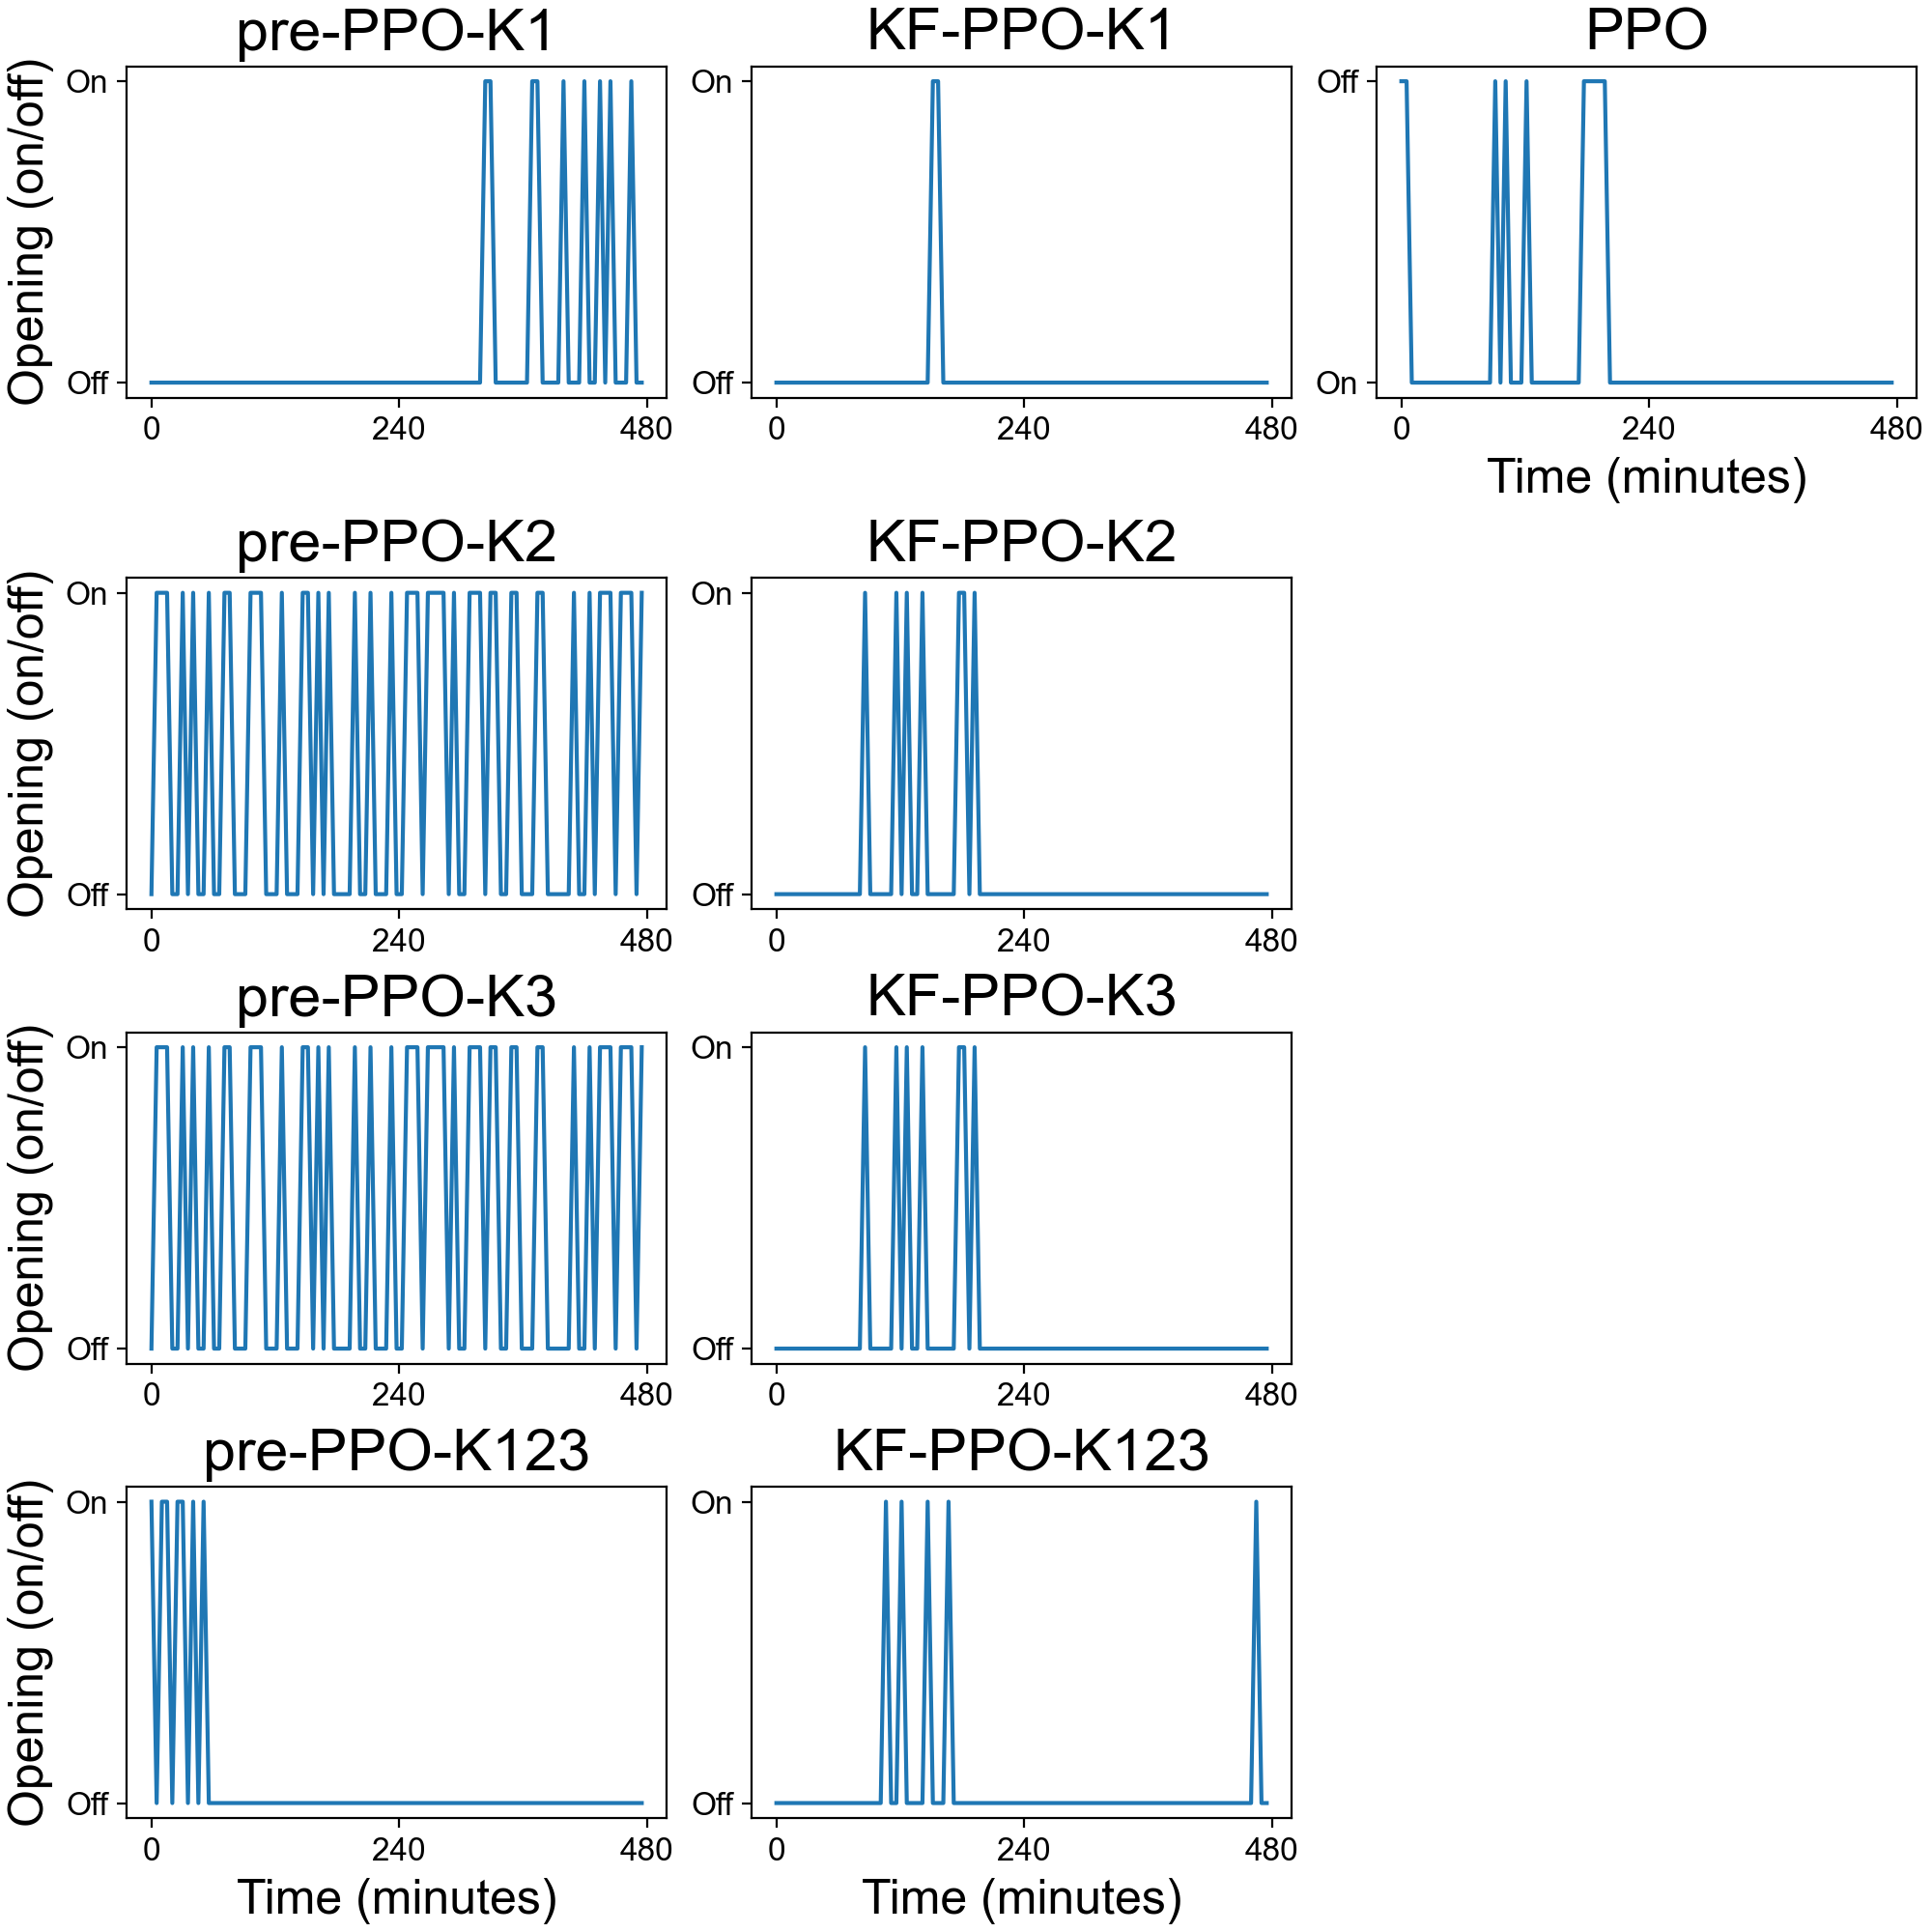 pre-PPO-K1
KF-PPO-K1
PPO
Opening (on/off)
On
Off
0 240 480
On
Off
0 240 480
Off
On
0 240 480
Time (minutes)
pre-PPO-K2
KF-PPO-K2
Opening (on/off)
On
Off
0 240 480
On
Off
0 240 480
pre-PPO-K3
KF-PPO-K3
Opening (on/off)
On
Off
0 240 480
On
Off
0 240 480
pre-PPO-K123
KF-PPO-K123
Opening (on/off)
On
Off
0 240 480
Time (minutes)
On
Off
0 240 480
Time (minutes)